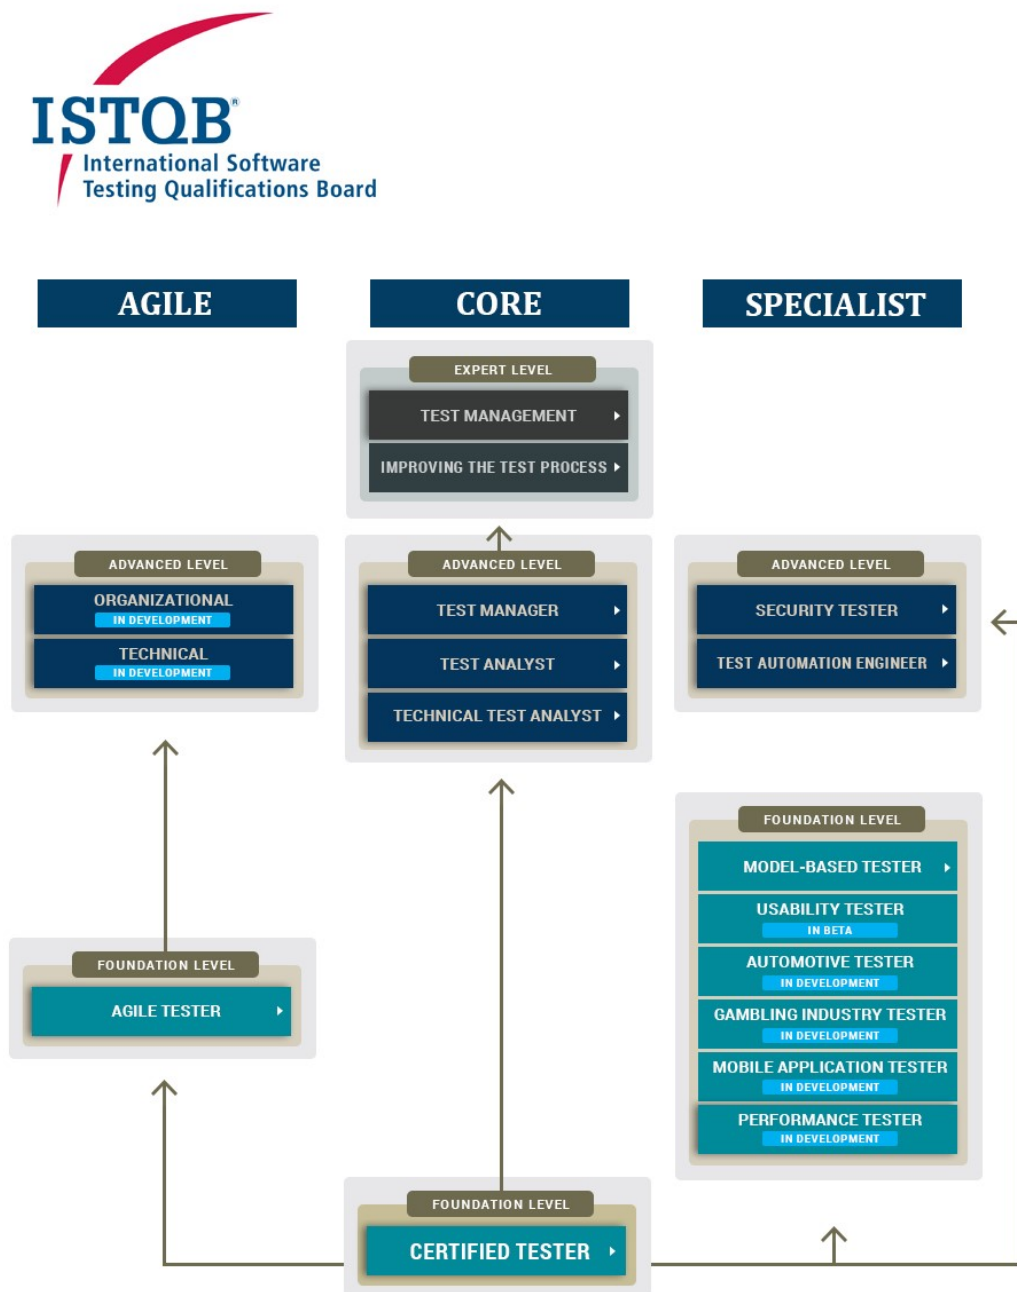 ISTQB®
International Software
Testing Qualifications Board
AGILE
CORE
SPECIALIST
EXPERT LEVEL
TEST MANAGEMENT
IMPROVING THE TEST PROCESS
ADVANCED LEVEL
ORGANIZATIONAL
IN DEVELOPMENT
TECHNICAL
IN DEVELOPMENT
ADVANCED LEVEL
TEST MANAGER
TEST ANALYST
TECHNICAL TEST ANALYST
ADVANCED LEVEL
SECURITY TESTER
TEST AUTOMATION ENGINEER
FOUNDATION LEVEL
AGILE TESTER
FOUNDATION LEVEL
MODEL-BASED TESTER
USABILITY TESTER
IN BETA
AUTOMOTIVE TESTER
IN DEVELOPMENT
GAMBLING INDUSTRY TESTER
IN DEVELOPMENT
MOBILE APPLICATION TESTER
IN DEVELOPMENT
PERFORMANCE TESTER
IN DEVELOPMENT
FOUNDATION LEVEL
CERTIFIED TESTER